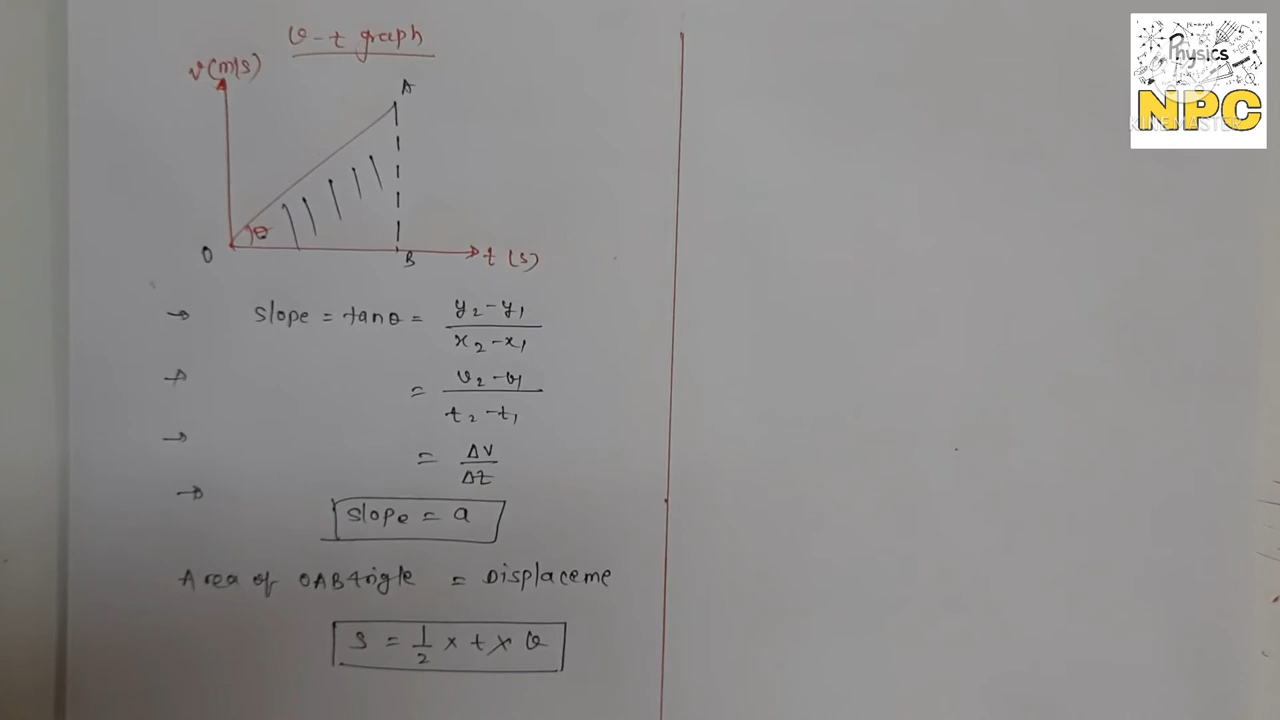 v-t graph
v(m/s)
A
θ
O
B
t (s)
→ slope = tanθ = y2-y1 / x2-x1
→ = v2-v1 / t2-t1
→ = ΔV / Δt
→ slope = a
Area of OAB trigle = Displaceme
s = 1/2 x t x v
Physics
NPC
KINEMASTER